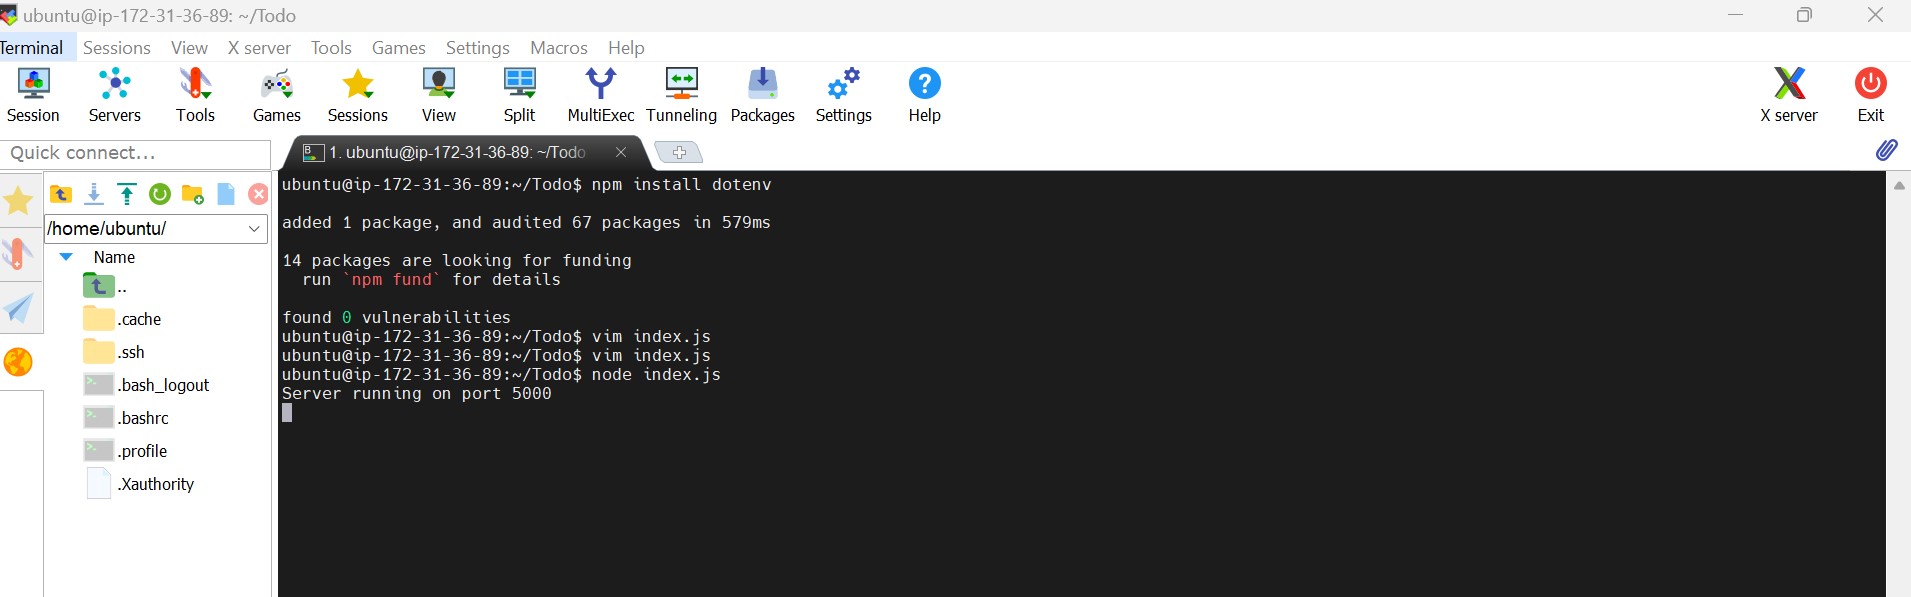 ubuntu@ip-172-31-36-89: ~/Todo
Terminal Sessions View X server Tools Games Settings Macros Help
Session Servers Tools Games Sessions View Split MultiExec Tunneling Packages Settings Help X server Exit
Quick connect...
1. ubuntu@ip-172-31-36-89: ~/Todo
/home/ubuntu/
Name
..
.cache
.ssh
.bash_logout
.bashrc
.profile
.Xauthority
ubuntu@ip-172-31-36-89:~/Todo$ npm install dotenv
added 1 package, and audited 67 packages in 579ms
14 packages are looking for funding
run `npm fund` for details
found 0 vulnerabilities
ubuntu@ip-172-31-36-89:~/Todo$ vim index.js
ubuntu@ip-172-31-36-89:~/Todo$ vim index.js
ubuntu@ip-172-31-36-89:~/Todo$ node index.js
Server running on port 5000